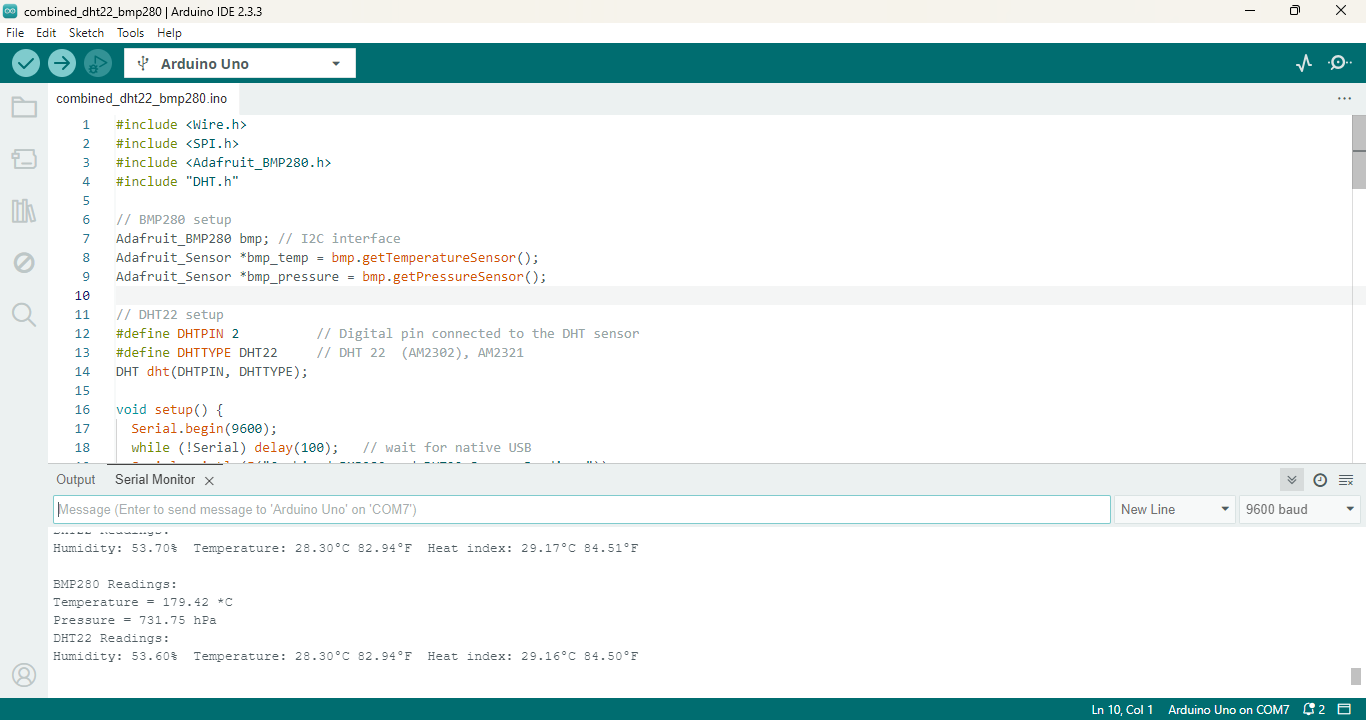 combined_dht22_bmp280 | Arduino IDE 2.3.3
File Edit Sketch Tools Help
Arduino Uno
combined_dht22_bmp280.ino
1 #include <Wire.h>
2 #include <SPI.h>
3 #include <Adafruit_BMP280.h>
4 #include "DHT.h"
5
6 // BMP280 setup
7 Adafruit_BMP280 bmp; // I2C interface
8 Adafruit_Sensor *bmp_temp = bmp.getTemperatureSensor();
9 Adafruit_Sensor *bmp_pressure = bmp.getPressureSensor();
10
11 // DHT22 setup
12 #define DHTPIN 2 // Digital pin connected to the DHT sensor
13 #define DHTTYPE DHT22 // DHT 22 (AM2302), AM2321
14 DHT dht(DHTPIN, DHTTYPE);
15
16 void setup() {
17 Serial.begin(9600);
18 while (!Serial) delay(100); // wait for native USB
Output Serial Monitor
Message (Enter to send message to 'Arduino Uno' on 'COM7')
New Line
9600 baud
Humidity: 53.70% Temperature: 28.30°C 82.94°F Heat index: 29.17°C 84.51°F
BMP280 Readings:
Temperature = 179.42 *C
Pressure = 731.75 hPa
DHT22 Readings:
Humidity: 53.60% Temperature: 28.30°C 82.94°F Heat index: 29.16°C 84.50°F
Ln 10, Col 1 Arduino Uno on COM7 2